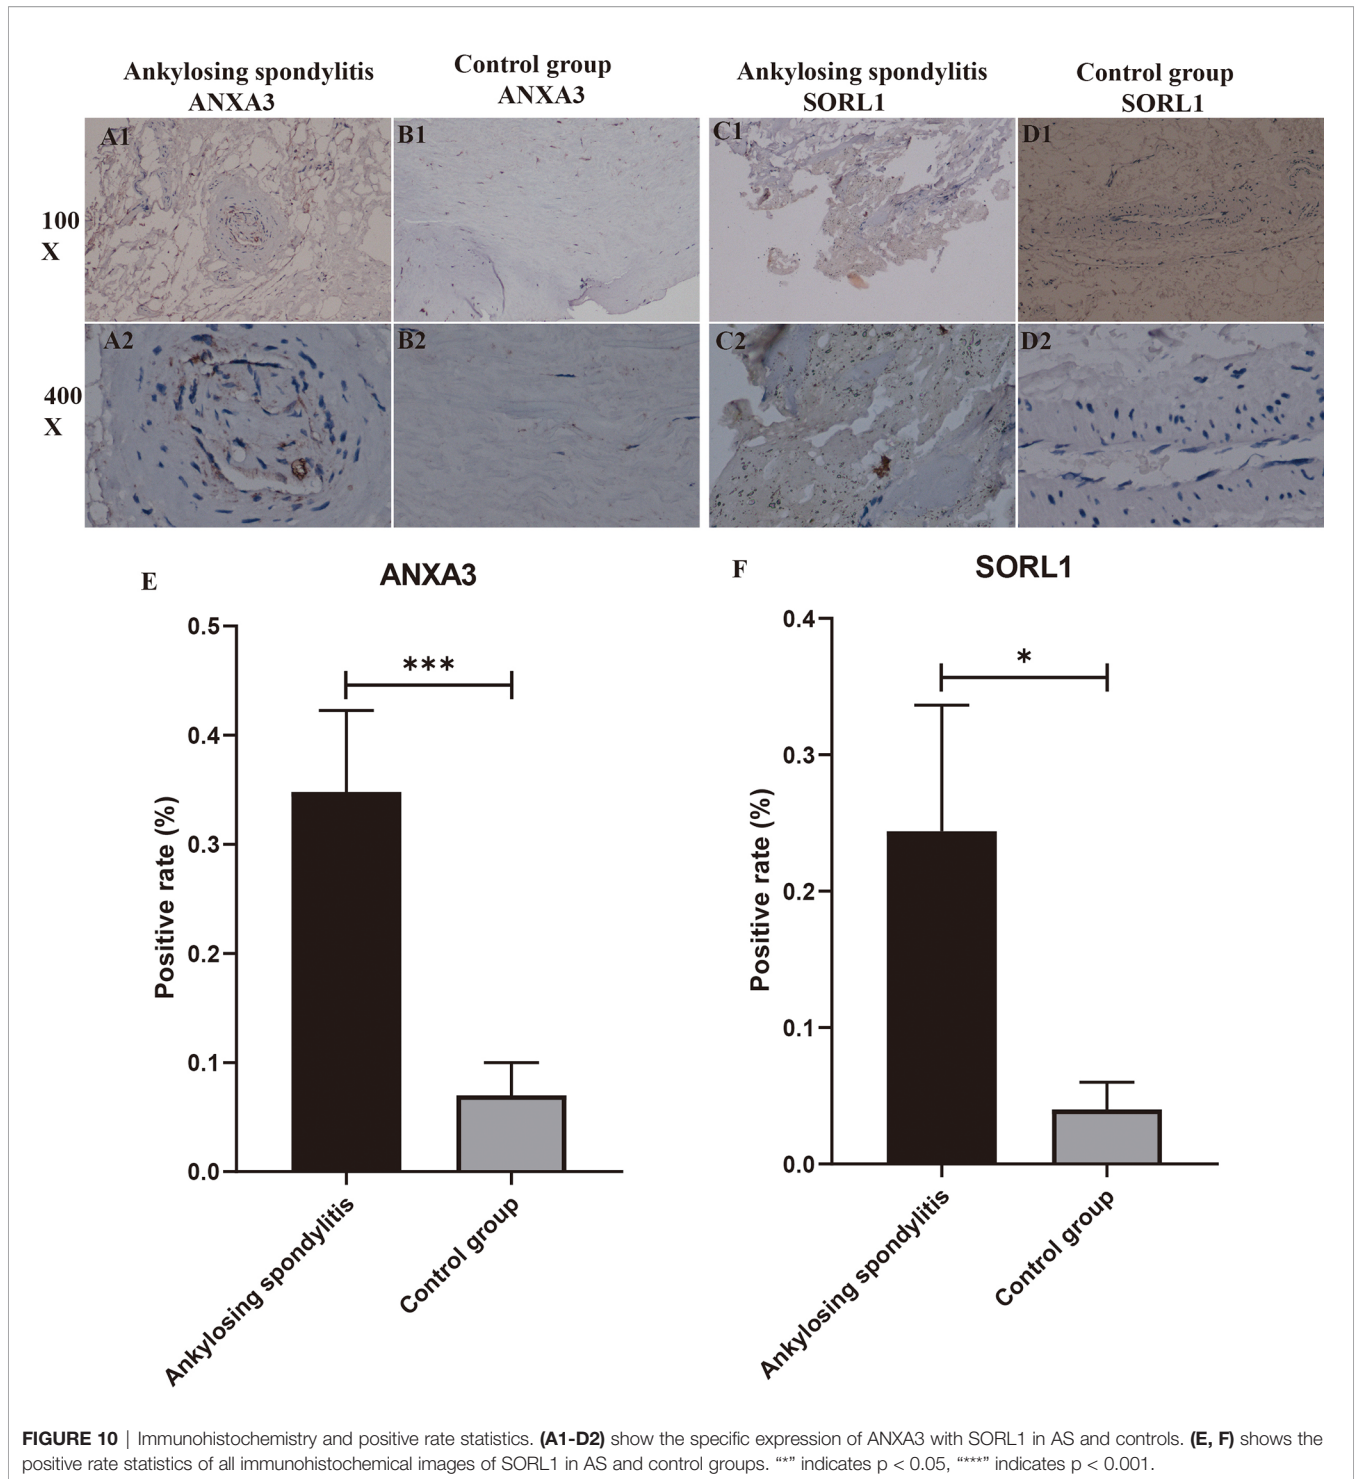 Ankylosing spondylitis
ANXA3
Control group
ANXA3
Ankylosing spondylitis
SORL1
Control group
SORL1
100
X
A1
B1
C1
D1
400
X
A2
B2
C2
D2
E
ANXA3
0.5
0.4
0.3
0.2
0.1
0.0
Positive rate (%)
***
Ankylosing spondylitis
Control group
F
SORL1
0.4
0.3
0.2
0.1
0.0
Positive rate (%)
*
Ankylosing spondylitis
Control group
FIGURE 10 | Immunohistochemistry and positive rate statistics. (A1-D2) show the specific expression of ANXA3 with SORL1 in AS and controls. (E, F) shows the
positive rate statistics of all immunohistochemical images of SORL1 in AS and control groups. “*” indicates p < 0.05, “***” indicates p < 0.001.